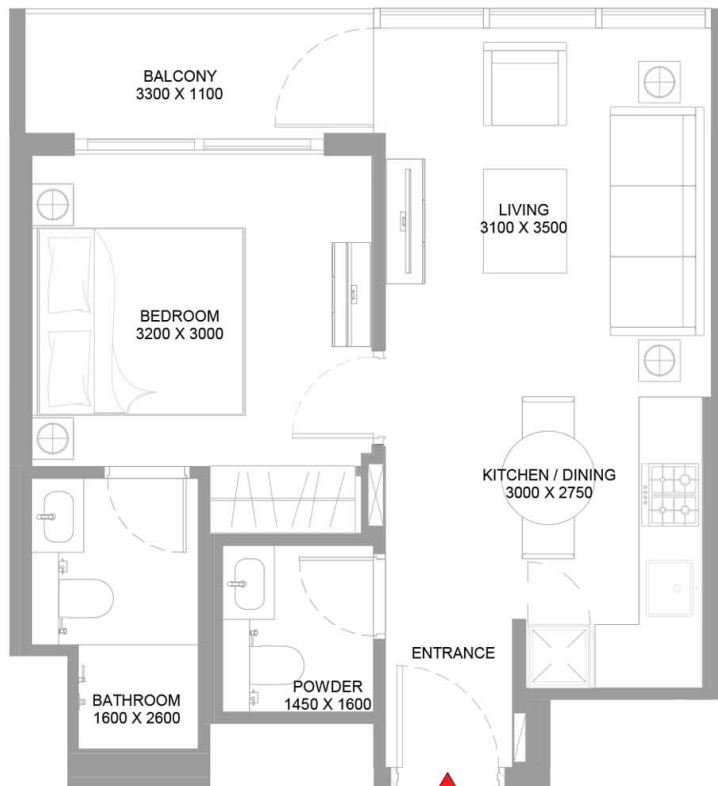 BALCONY
3300 X 1100
LIVING
3100 X 3500
BEDROOM
3200 X 3000
KITCHEN / DINING
3000 X 2750
ENTRANCE
POWDER
1450 X 1600
BATHROOM
1600 X 2600